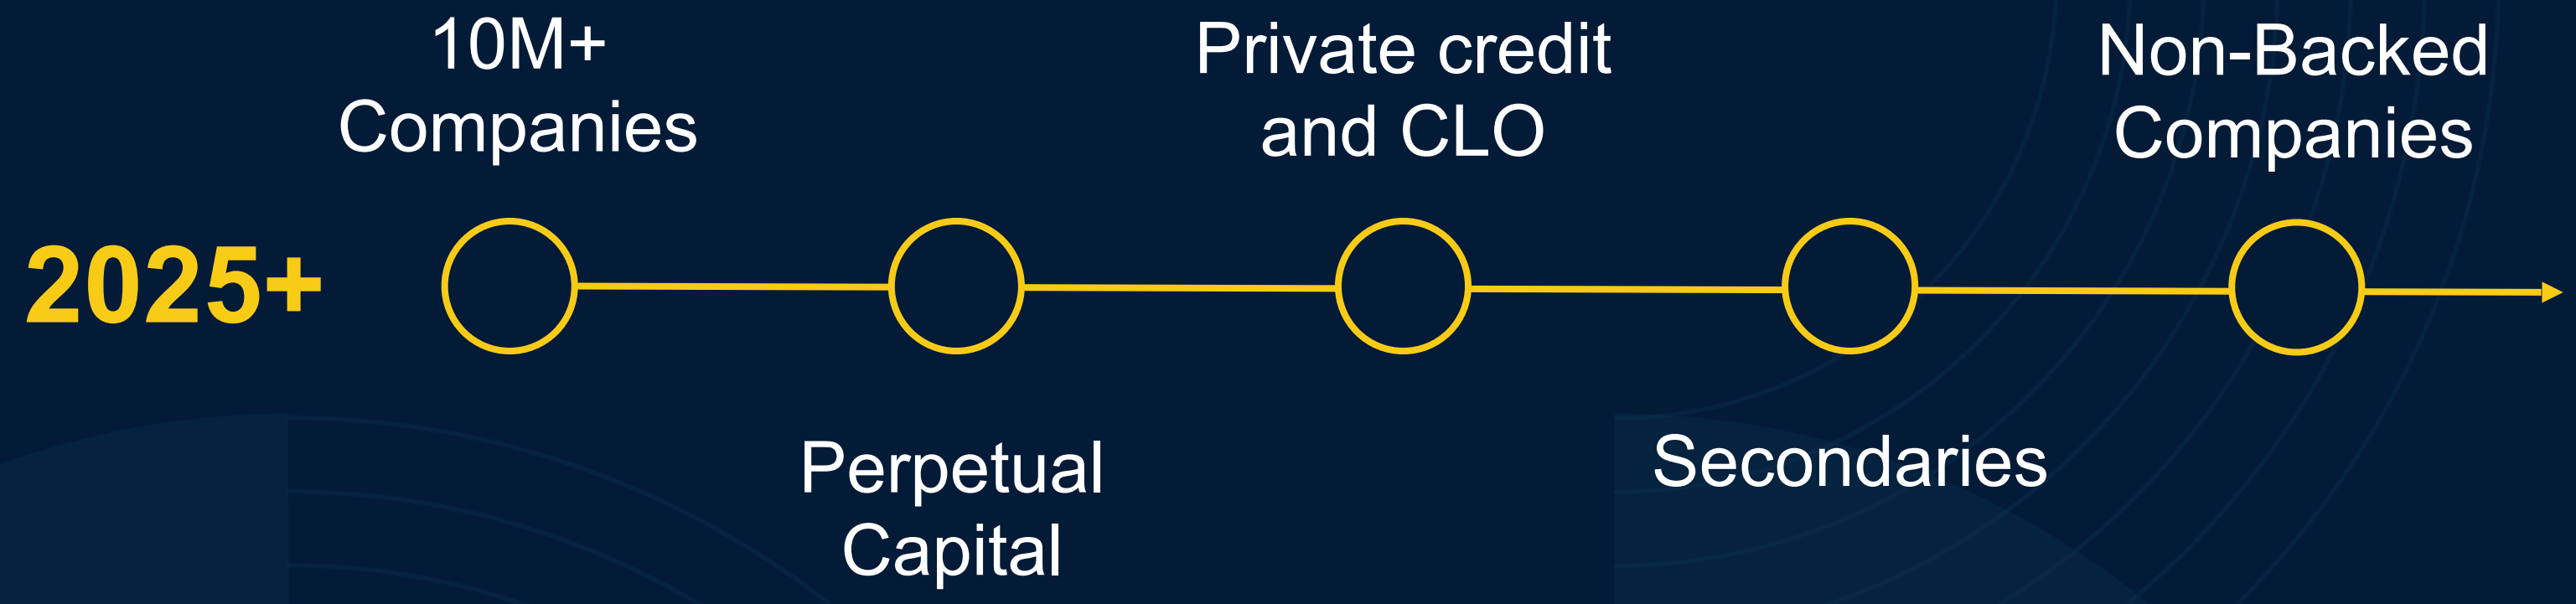 10M+
Companies
Private credit
and CLO
Non-Backed
Companies
2025+
Perpetual
Capital
Secondaries